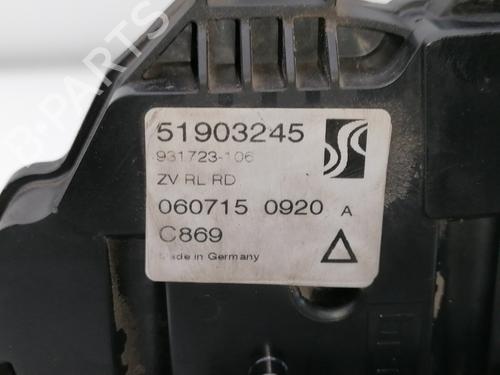 51903245
931723-106
ZV RL RD
060715 0920 A
C869
Made in Germany
B-PARTS